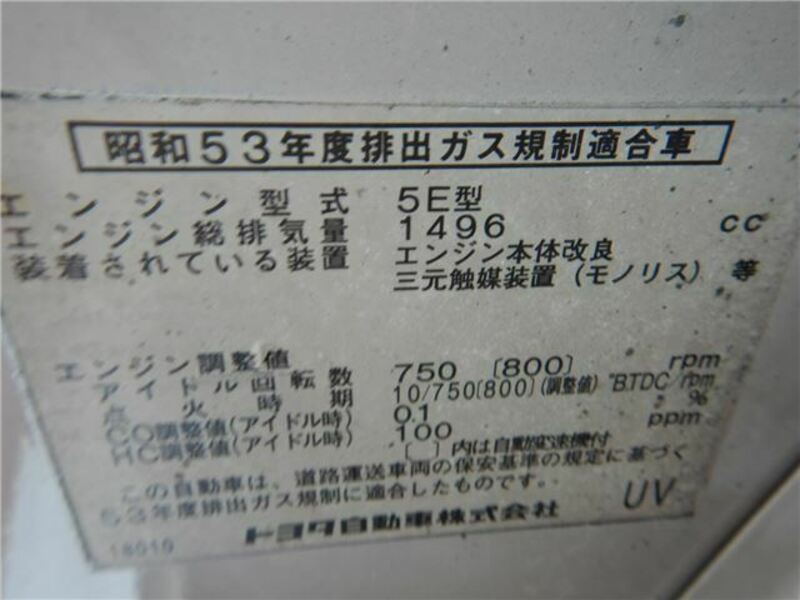 昭和53年度排出ガス規制適合車
エンジン型式 5E型
エンジン総排気量 1496 cc
装着されている装置 エンジン本体改良
三元触媒装置(モノリス) 等
エンジン調整値
アイドル回転数 750 〔800〕 rpm
点火時期 10/750〔800〕(調整値) °B.T.D.C/rpm
CO調整値(アイドル時) 0.1 %
HC調整値(アイドル時) 100 ppm
〔 〕内は自動変速機付
この自動車は、道路運送車両の保安基準の規定に基づく
53年度排出ガス規制に適合したものです。
トヨタ自動車株式会社 UV
18010